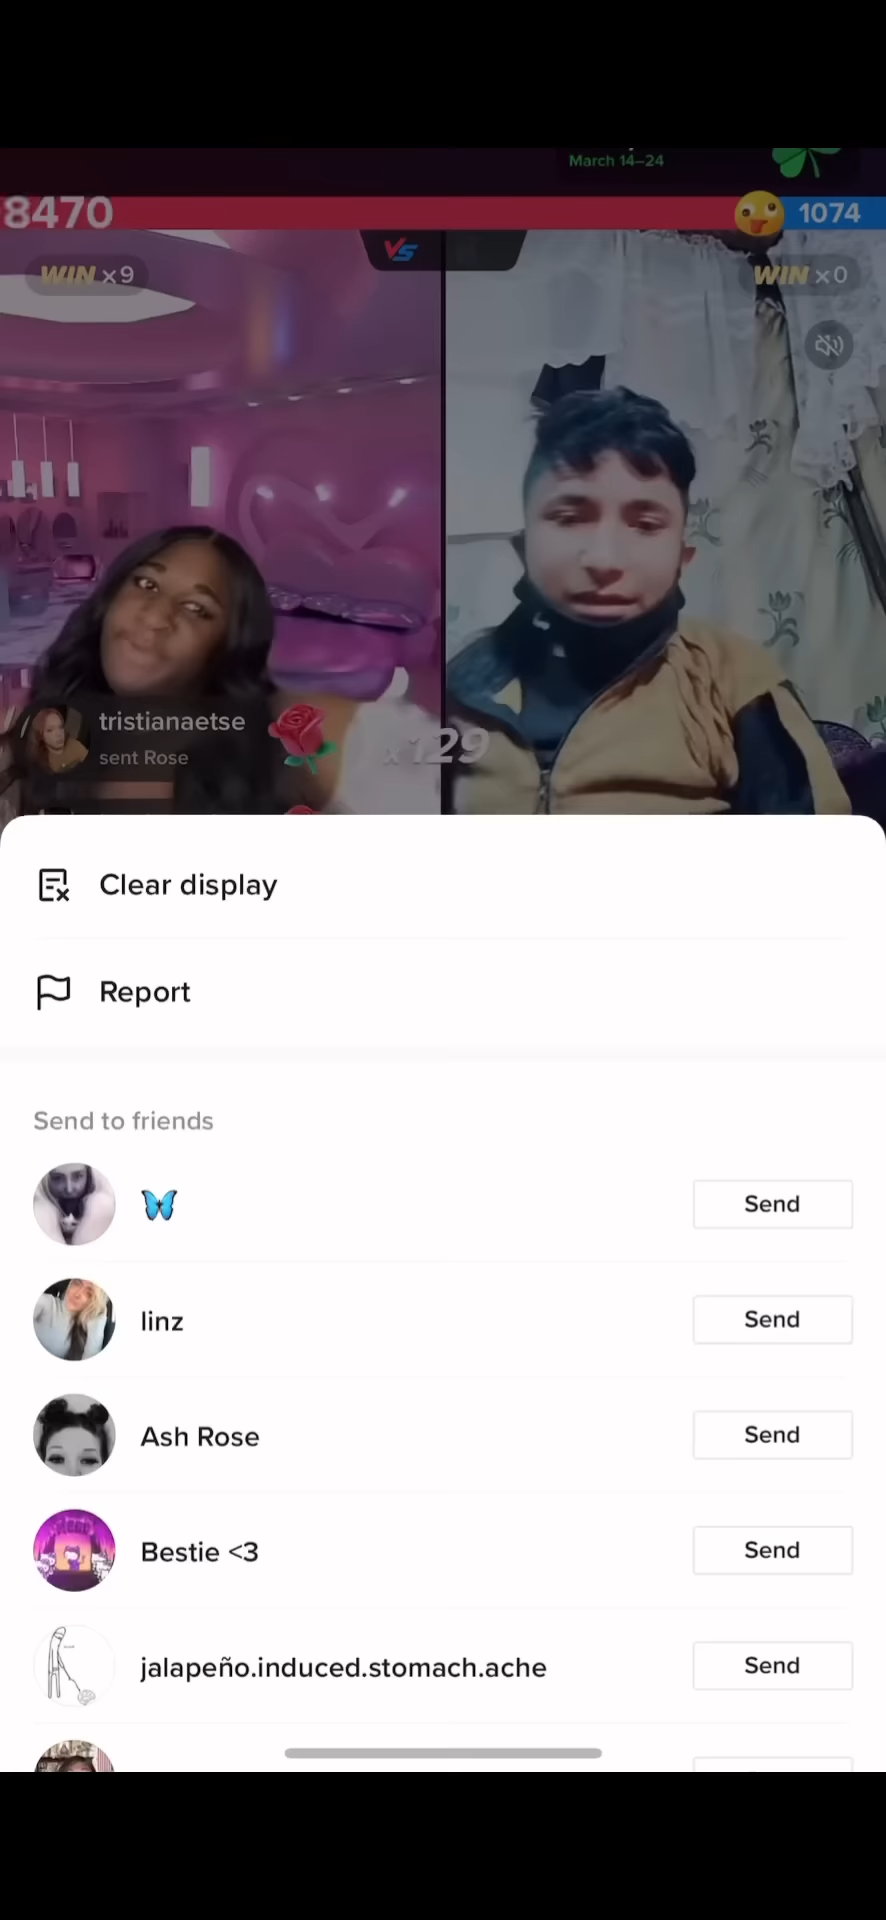 March 14–24
8470
1074
VS
WIN x9
WIN x0
tristianaetse
sent Rose
x129
Clear display
Report
Send to friends
🦋
Send
linz
Send
Ash Rose
Send
Bestie <3
Send
jalapeño.induced.stomach.ache
Send